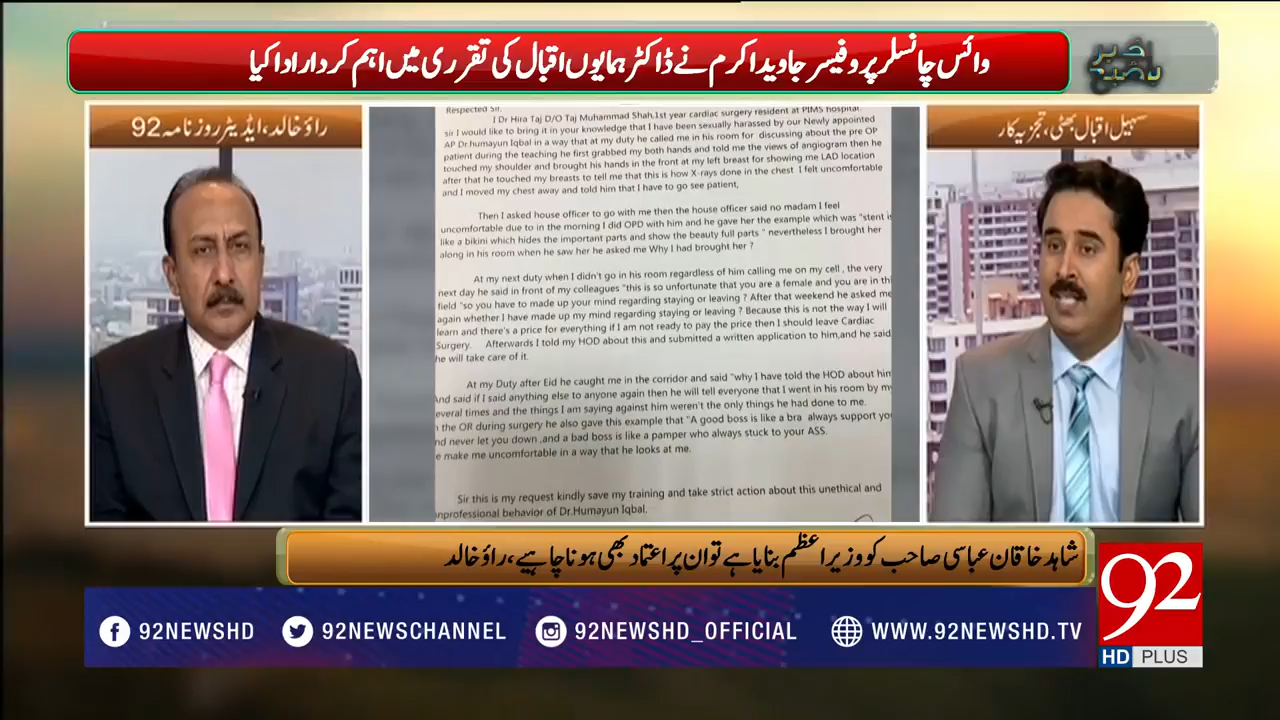 وائس چانسلر پروفیسر جاوید اکرم نے ڈاکٹر ہمایوں اقبال کی تقرری میں اہم کردار ادا کیا
راؤ خالد، ایڈیٹر روزنامہ 92
سہیل اقبال بھٹی، تجزیہ کار
Respected Sir,
I Dr Hira Taj D/O Taj Muhammad Shah,1st year cardiac surgery resident at PIMS hospital.
sir I would like to bring it in your knowledge that I have been sexually harassed by our Newly appointed
AP Dr.humayun Iqbal in a way that at my duty he called me in his room for discussing about the pre OP
patient during the teaching he first grabbed my both hands and told me the views of angiogram then he
touched my shoulder and brought his hands in the front at my left breast for showing me LAD location
after that he touched my breasts to tell me that this is how X-rays done in the chest I felt uncomfortable
and I moved my chest away and told him that I have to go see patient,
Then I asked house officer to go with me then the house officer said no madam I feel
uncomfortable due to in the morning I did OPD with him and he gave her the example which was "stent is
like a bikini which hides the important parts and show the beauty full parts " nevertheless I brought her
along in his room when he saw her he asked me Why I had brought her ?
At my next duty when I didn't go in his room regardless of him calling me on my cell , the very
next day he said in front of my colleagues "this is so unfortunate that you are a female and you are in thi
field "so you have to made up your mind regarding staying or leaving ? After that weekend he asked me
again whether I have made up my mind regarding staying or leaving ? Because this is not the way I will
learn and there's a price for everything if I am not ready to pay the price then I should leave Cardiac
Surgery. Afterwards I told my HOD about this and submitted a written application to him,and he said
he will take care of it.
At my Duty after Eid he caught me in the corridor and said "why I have told the HOD about him
And said if I said anything else to anyone again then he will tell everyone that I went in his room by my
everal times and the things I am saying against him weren't the only things he had done to me.
n the OR during surgery he also gave this example that "A good boss is like a bra always support you
nd never let you down ,and a bad boss is like a pamper who always stuck to your ASS.
e make me uncomfortable in a way that he looks at me.
Sir this is my request kindly save my training and take strict action about this unethical and
nprofessional behavior of Dr.Humayun Iqbal.
شاہد خاقان عباسی صاحب کو وزیر اعظم بنایا ہے تو ان پر اعتماد بھی ہونا چاہیے، راؤ خالد
92NEWSHD
92NEWSCHANNEL
92NEWSHD_OFFICIAL
WWW.92NEWSHD.TV
92
HD PLUS